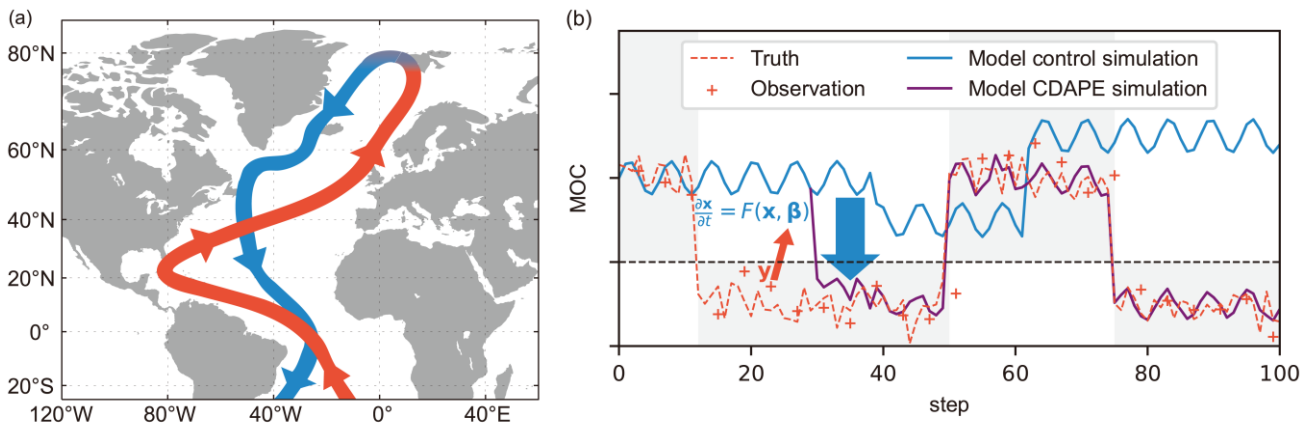 (a)
80°N
60°N
40°N
20°N
0°
20°S
120°W
80°W
40°W
0°
40°E
(b)
Truth
Observation
Model control simulation
Model CDAPE simulation
MOC
∂x/∂t = F(x, β)
y
0
20
40
60
80
100
step